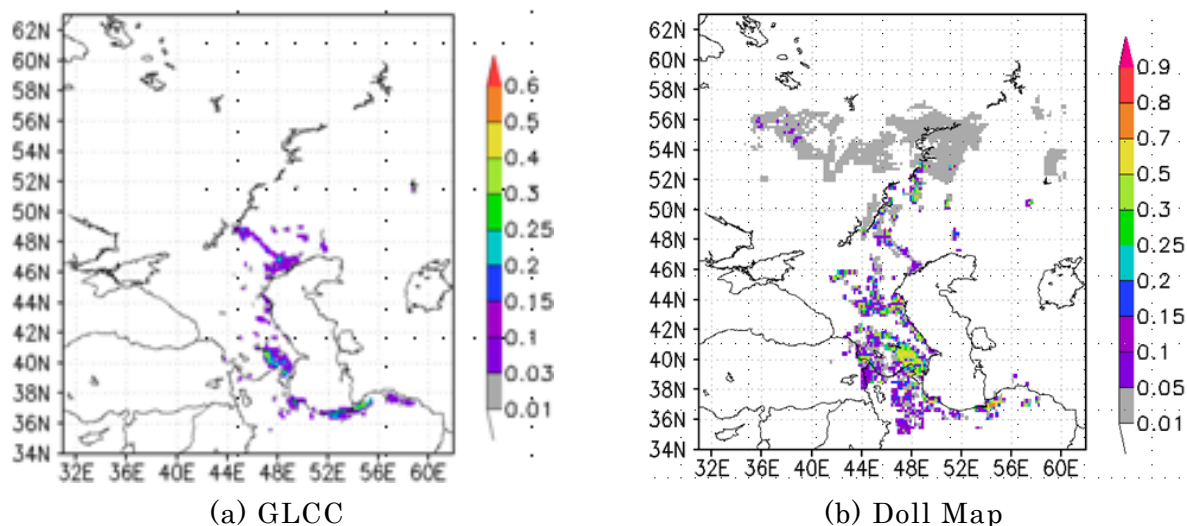 62N
60N
58N
56N
54N
52N
50N
48N
46N
44N
42N
40N
38N
36N
34N
32E 36E 40E 44E 48E 52E 56E 60E
0.6
0.5
0.4
0.3
0.25
0.2
0.15
0.1
0.03
0.01
(a) GLCC
62N
60N
58N
56N
54N
52N
50N
48N
46N
44N
42N
40N
38N
36N
34N
32E 36E 40E 44E 48E 52E 56E 60E
0.9
0.8
0.7
0.5
0.3
0.25
0.2
0.15
0.1
0.05
0.01
(b) Doll Map